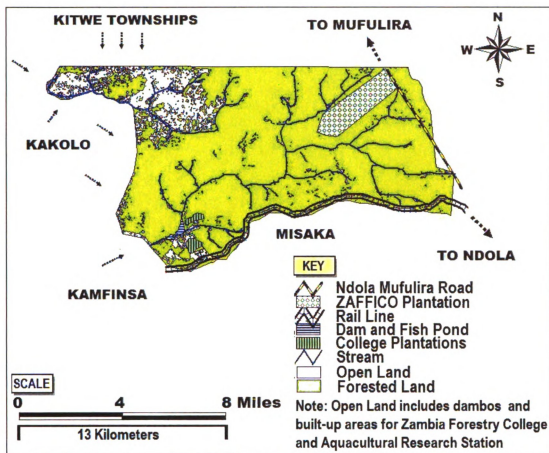 KITWE TOWNSHIPS
TO MUFULIRA
N
W E
S
KAKOLO
MISAKA
TO NDOLA
KAMFINSA
KEY
Ndola Mufulira Road
ZAFFICO Plantation
Rail Line
Dam and Fish Pond
College Plantations
Stream
Open Land
Forested Land
SCALE
0 4 8 Miles
13 Kilometers
Note: Open Land includes dambos and
built-up areas for Zambia Forestry College
and Aquacultural Research Station